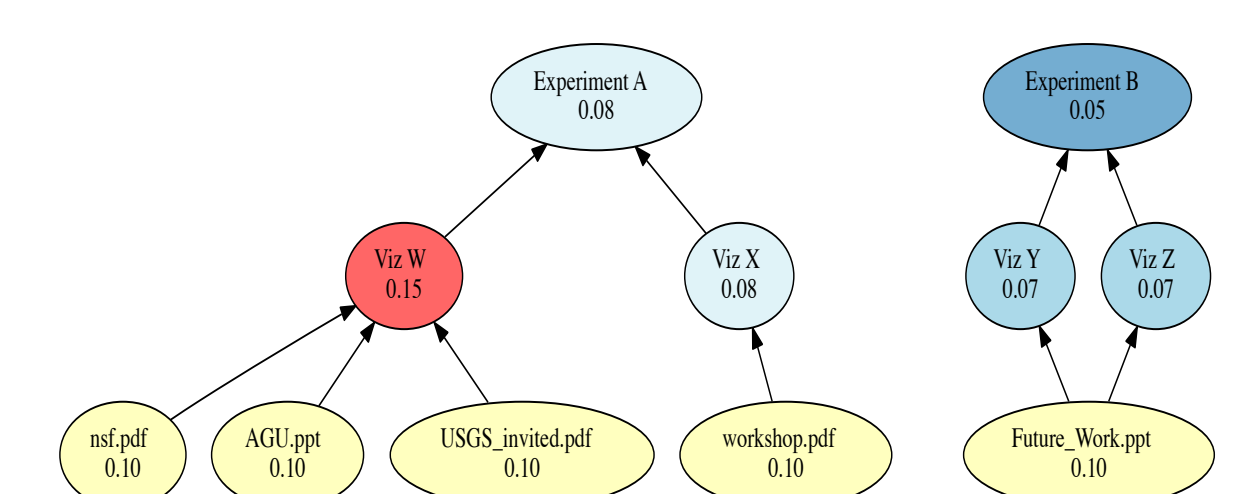 Experiment A
0.08
Experiment B
0.05
Viz W
0.15
Viz X
0.08
Viz Y
0.07
Viz Z
0.07
nsf.pdf
0.10
AGU.ppt
0.10
USGS_invited.pdf
0.10
workshop.pdf
0.10
Future_Work.ppt
0.10